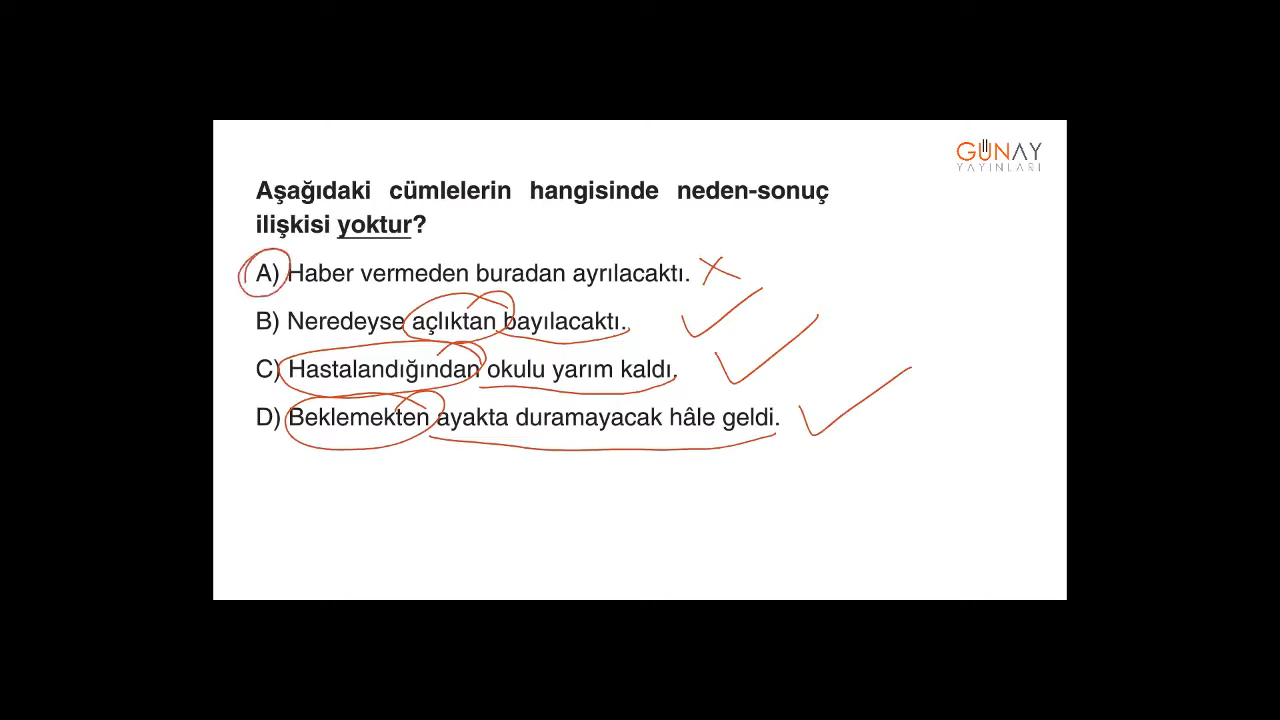 GÜNAY
YAYINLARI
Aşağıdaki cümlelerin hangisinde neden-sonuç
ilişkisi yoktur?
A) Haber vermeden buradan ayrılacaktı.
B) Neredeyse açlıktan bayılacaktı.
C) Hastalandığından okulu yarım kaldı.
D) Beklemekten ayakta duramayacak hâle geldi.